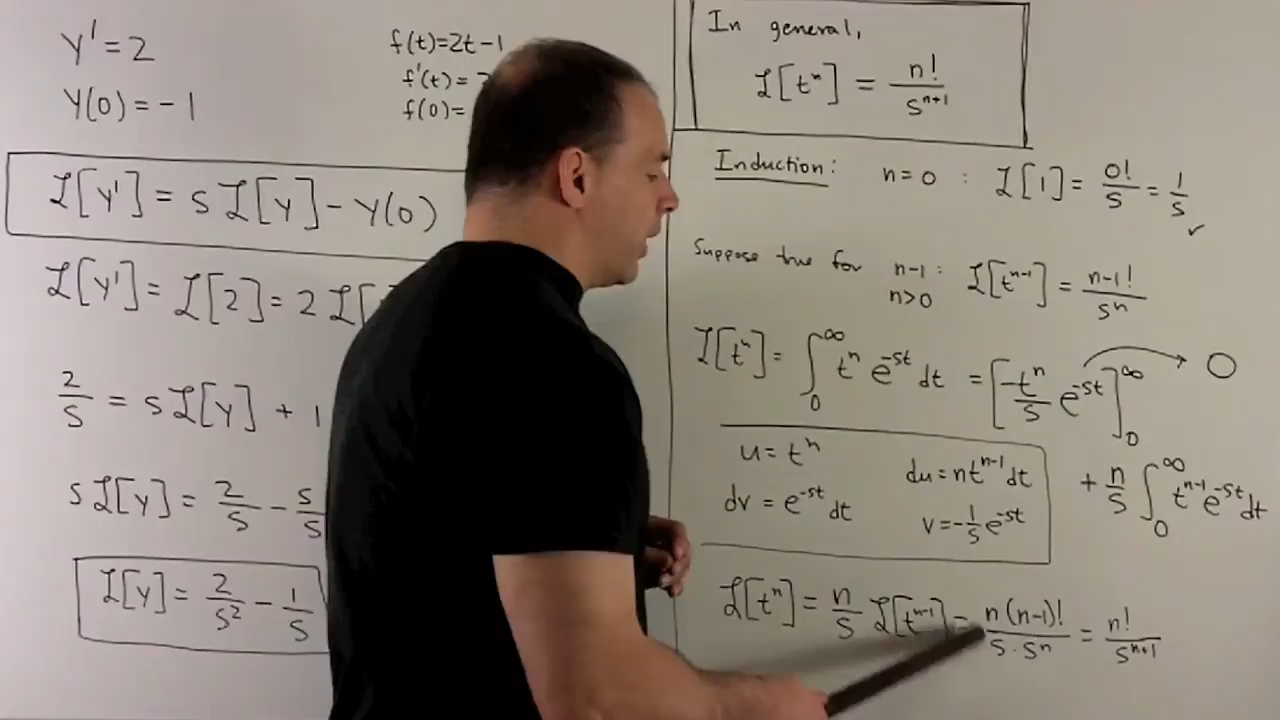 y' = 2
y(0) = -1
f(t)=2t-1
f'(t)=
f(0)=
ℒ[y'] = s ℒ[y] - y(0)
ℒ[y'] = ℒ[2] = 2 ℒ[
2/s = s ℒ[y] + 1
s ℒ[y] = 2/s - s/s
ℒ[y] = 2/s² - 1/s
In general,
ℒ[tⁿ] = n!/sⁿ⁺¹
Induction: n=0 : ℒ[1] = 0!/s = 1/s ✓
Suppose true for n-1: ℒ[tⁿ⁻¹] = n-1!/sⁿ
n>0
ℒ[tⁿ] = ∫₀^∞ tⁿ e^-st dt = [-tⁿ/s e^-st]₀^∞ → 0
u = tⁿ du = ntⁿ⁻¹dt
+ n/s ∫₀^∞ tⁿ⁻¹e^-st dt
dv = e^-st dt v = -1/s e^-st
ℒ[tⁿ] = n/s ℒ[tⁿ⁻¹] = n(n-1)!/s·sⁿ = n!/sⁿ⁺¹